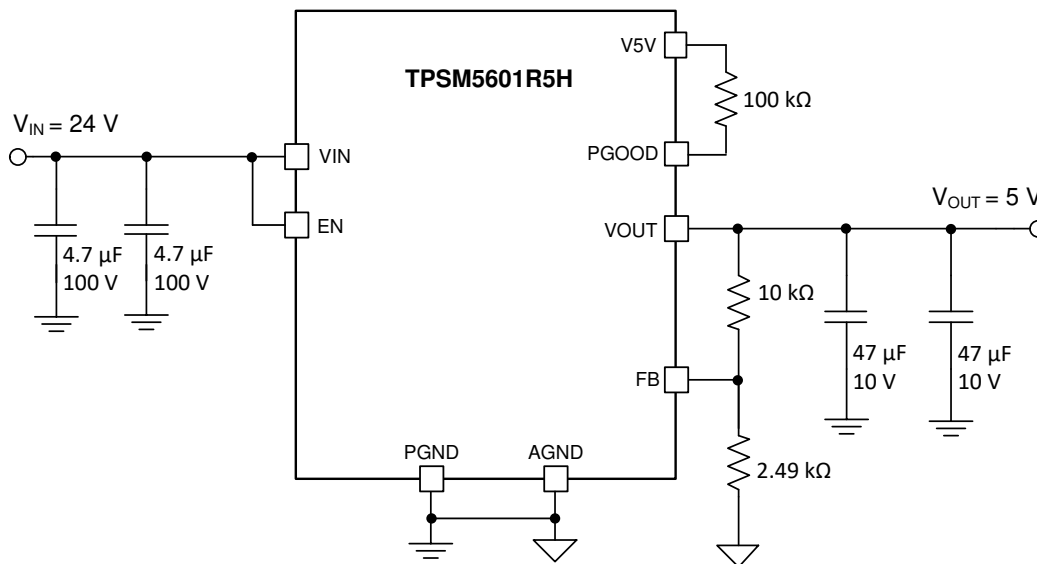 V5V
TPSM5601R5H
100 kΩ
VIN = 24 V
VIN
PGOOD
EN
VOUT
VOUT = 5 V
4.7 µF
100 V
4.7 µF
100 V
10 kΩ
47 µF
10 V
47 µF
10 V
FB
PGND
AGND
2.49 kΩ